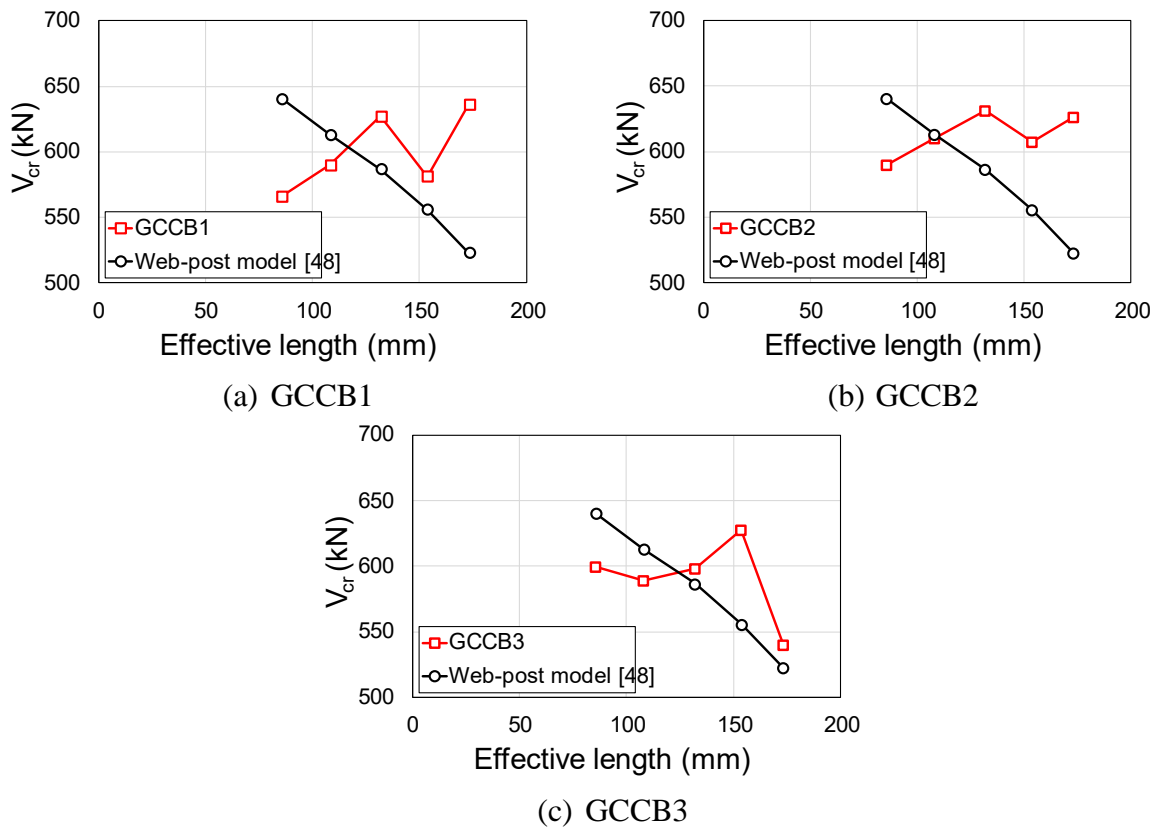 700
650
600
550
500
V_cr (kN)
GCCB1
Web-post model [48]
0 50 100 150 200
Effective length (mm)
(a) GCCB1
700
650
600
550
500
V_cr (kN)
GCCB2
Web-post model [48]
0 50 100 150 200
Effective length (mm)
(b) GCCB2
700
650
600
550
500
V_cr (kN)
GCCB3
Web-post model [48]
0 50 100 150 200
Effective length (mm)
(c) GCCB3